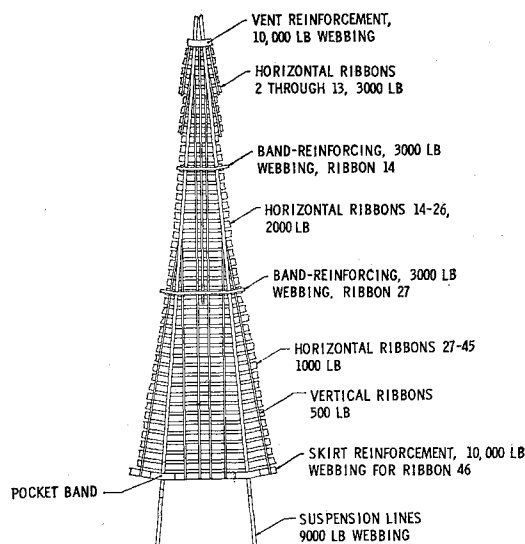 VENT REINFORCEMENT,
10,000 LB WEBBING
HORIZONTAL RIBBONS
2 THROUGH 13, 3000 LB
BAND-REINFORCING, 3000 LB
WEBBING, RIBBON 14
HORIZONTAL RIBBONS 14-26,
2000 LB
BAND-REINFORCING, 3000 LB
WEBBING, RIBBON 27
HORIZONTAL RIBBONS 27-45
1000 LB
VERTICAL RIBBONS
500 LB
SKIRT REINFORCEMENT, 10,000 LB
WEBBING FOR RIBBON 46
POCKET BAND
SUSPENSION LINES
9000 LB WEBBING